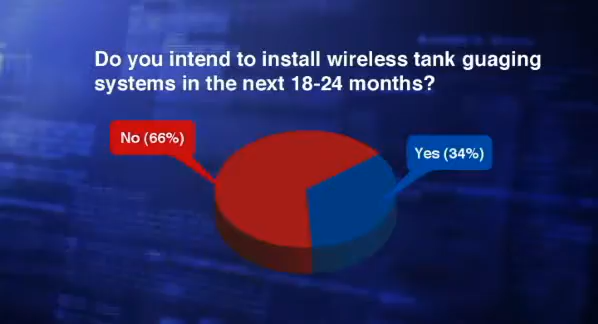 Do you intend to install wireless tank guaging
systems in the next 18-24 months?
No (66%)
Yes (34%)